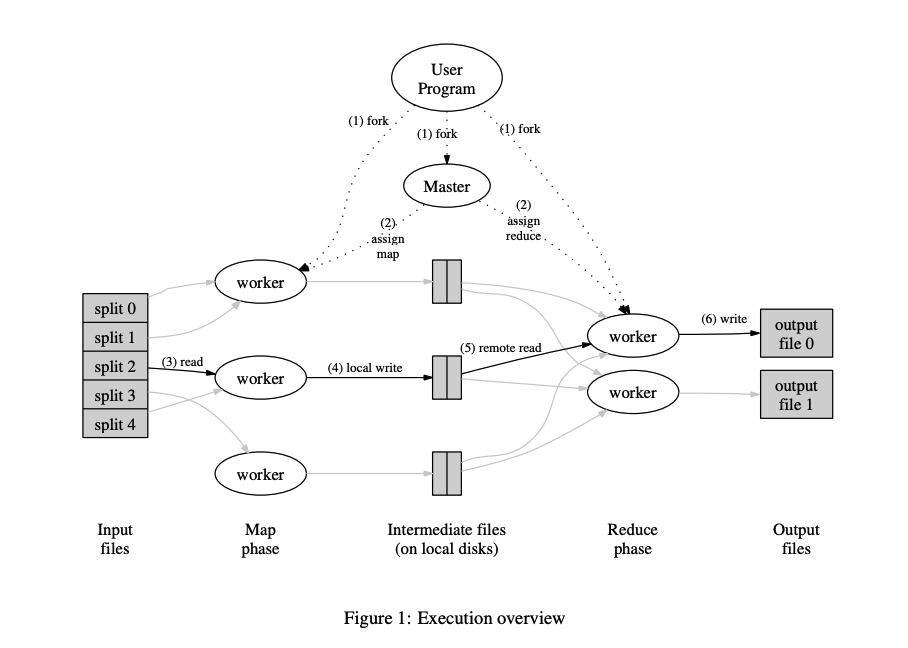 User
Program
(1) fork
(1) fork
(1) fork
Master
(2)
assign
map
(2)
assign
reduce
worker
split 0
split 1
split 2
split 3
split 4
(3) read
worker
(4) local write
(5) remote read
worker
(6) write
output
file 0
worker
output
file 1
worker
Input
files
Map
phase
Intermediate files
(on local disks)
Reduce
phase
Output
files
Figure 1: Execution overview